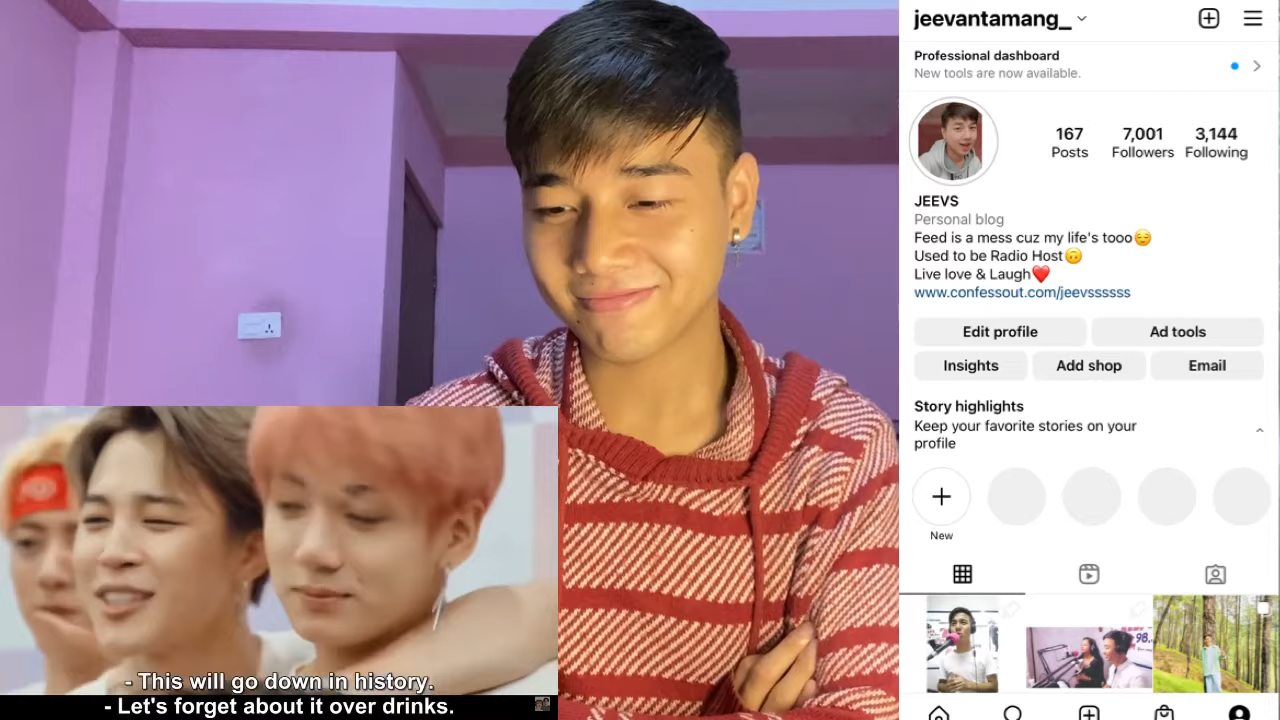 jeevantamang_
Professional dashboard
New tools are now available.
167
Posts
7,001
Followers
3,144
Following
JEEVS
Personal blog
Feed is a mess cuz my life's tooo😌
Used to be Radio Host🙃
Live love & Laugh❤️
www.confessout.com/jeevssssss
Edit profile
Ad tools
Insights
Add shop
Email
Story highlights
Keep your favorite stories on your
profile
New
98.
- This will go down in history.
- Let's forget about it over drinks.